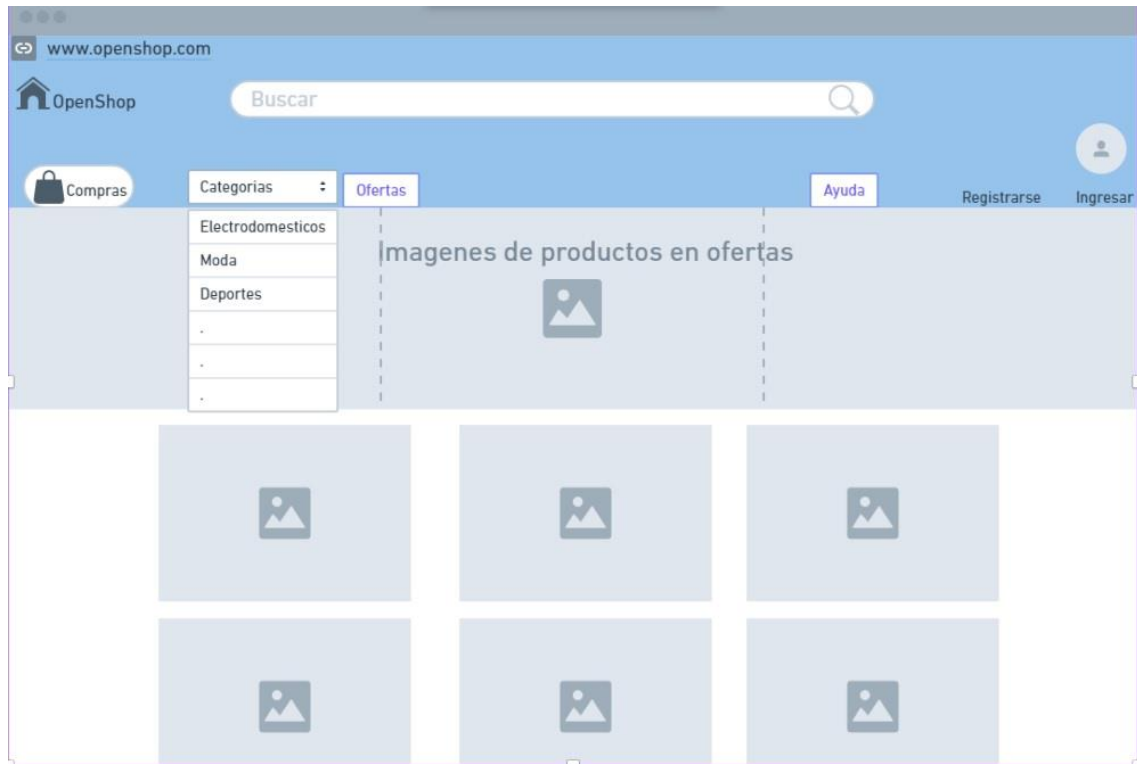 www.openshop.com
OpenShop
Buscar
Compras
Categorias
Ofertas
Ayuda
Registrarse
Ingresar
Electrodomesticos
Moda
Deportes
.
.
.
Imagenes de productos en ofertas